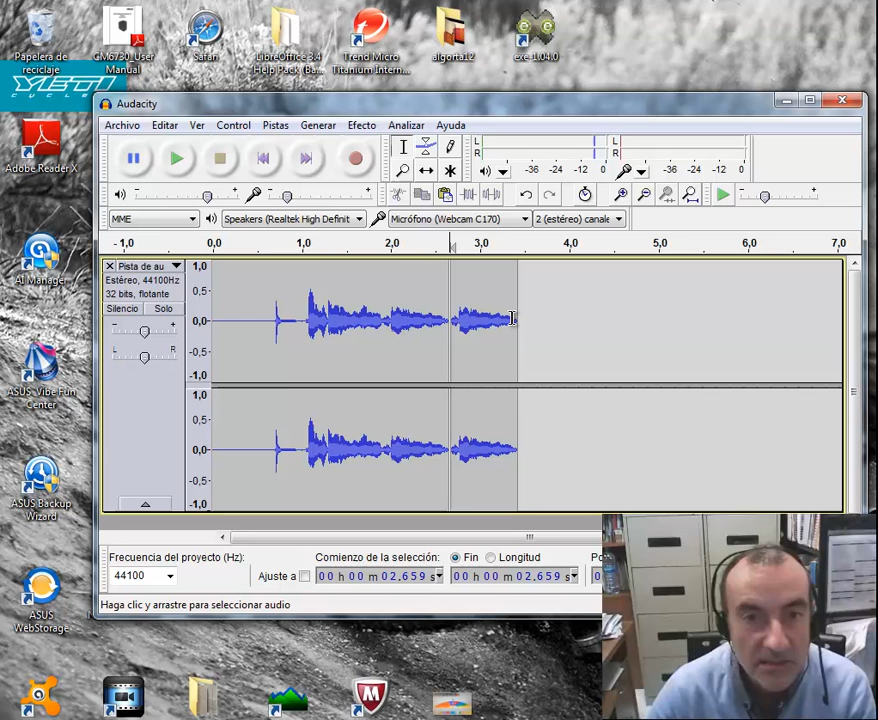 Papelera de
reciclaje
CM6730_User
Manual
Safari
LibreOffice 3.4
Help Pack (Ba...
Trend Micro
Titanium Intern...
algorta12
exe-1.04.0
YETI
CYCLES
Adobe Reader X
AI Manager
ASUS Vibe Fun
Center
ASUS Backup
Wizard
ASUS
WebStorage
Audacity
Archivo Editar Ver Control Pistas Generar Efecto Analizar Ayuda
L
R
-36 -24 -12 0
L
R
-36 -24 -12 0
- +
- +
MME
Speakers (Realtek High Definit
Micrófono (Webcam C170)
2 (estéreo) canale
- 1,0 0,0 1,0 2,0 3,0 4,0 5,0 6,0 7,0
Pista de au
Estéreo, 44100Hz
32 bits, flotante
Silencio Solo
- +
L R
1,0
0,5
0,0
-0,5
-1,0
1,0
0,5
0,0
-0,5
-1,0
Frecuencia del proyecto (Hz):
44100
Ajuste a
Comienzo de la selección:
00 h 00 m 02.659 s
Fin Longitud
00 h 00 m 02.659 s
Po
0
Haga clic y arrastre para seleccionar audio